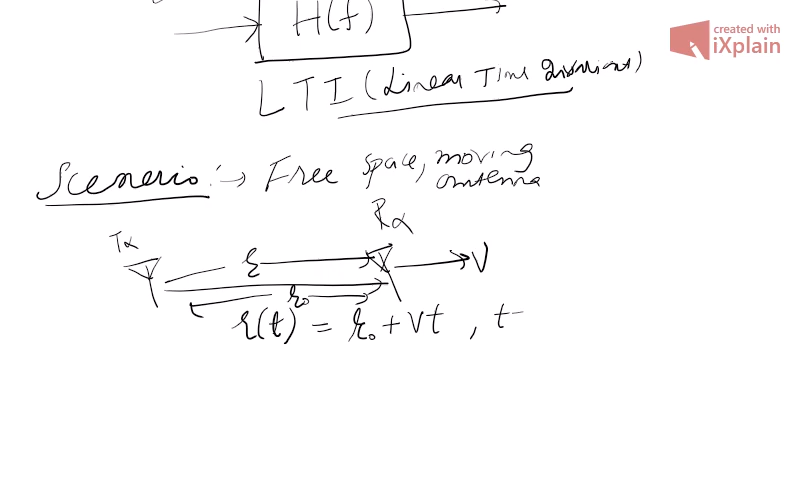 H(f)
created with
iXplain
LTI (Linear Time Invariant)
Scenerio :→ Free space, moving
antenna
Tx
Rx
r
V
r₀
r(t) = r₀ + Vt , t